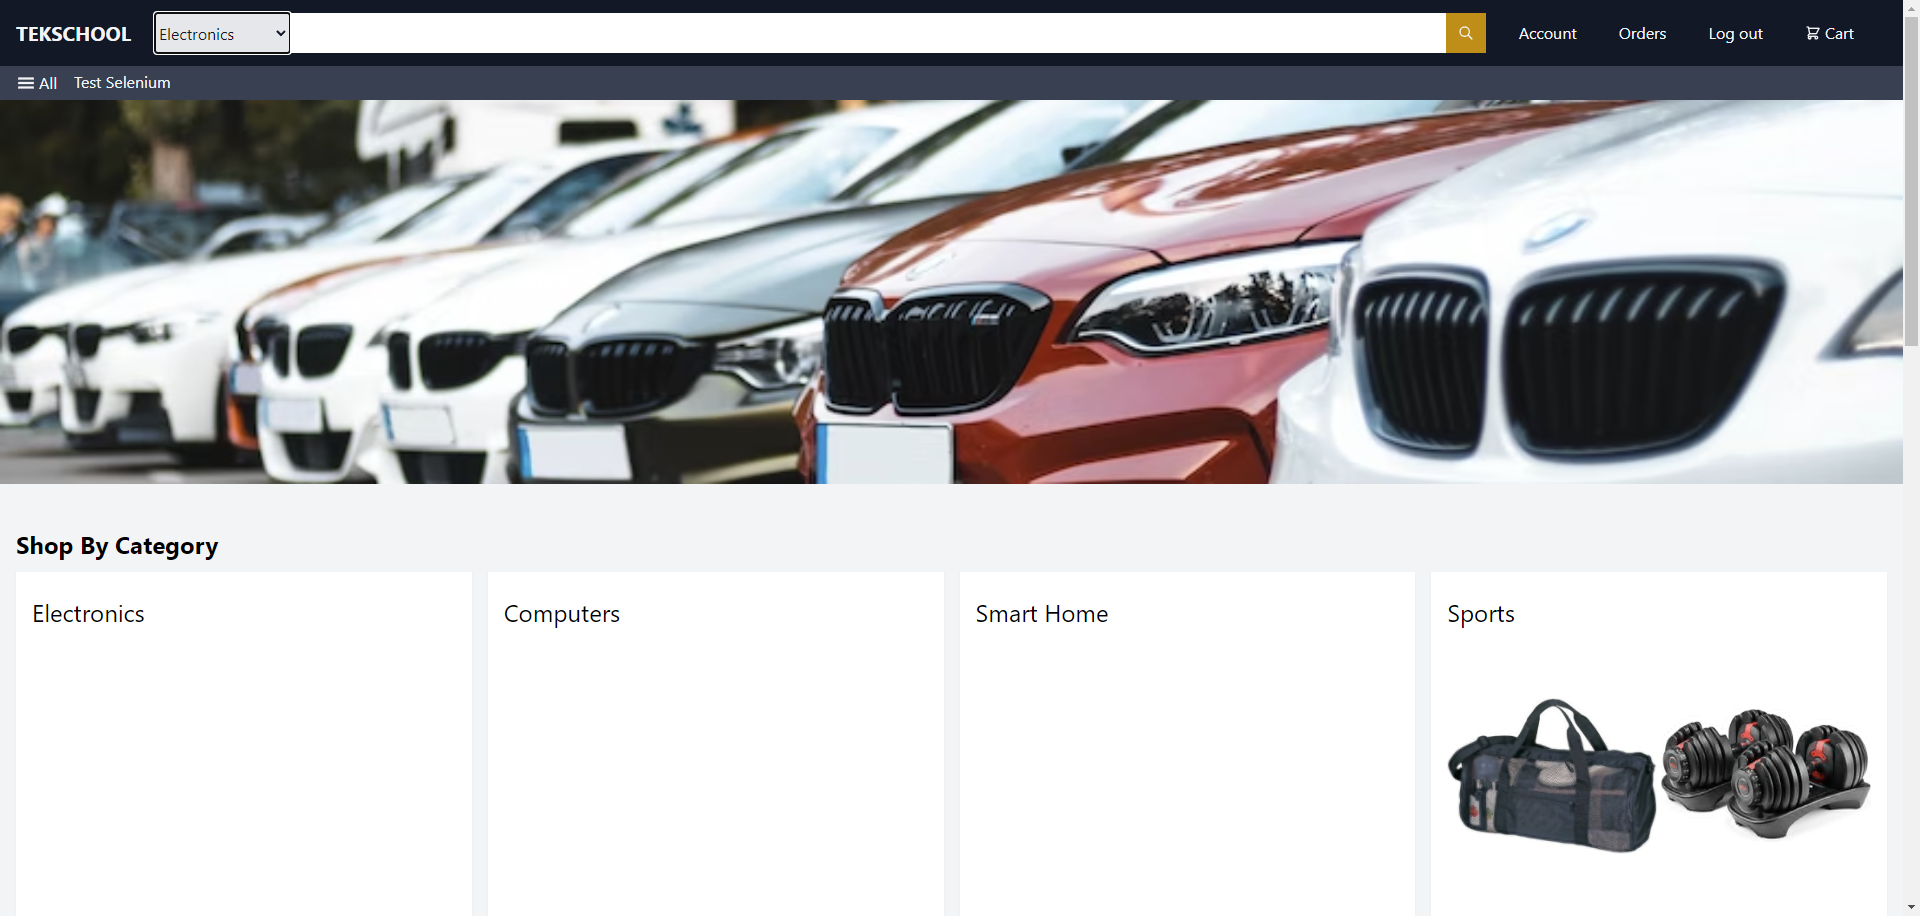 TEKSCHOOL Electronics Account Orders Log out Cart
All Test Selenium
Shop By Category
Electronics Computers Smart Home Sports